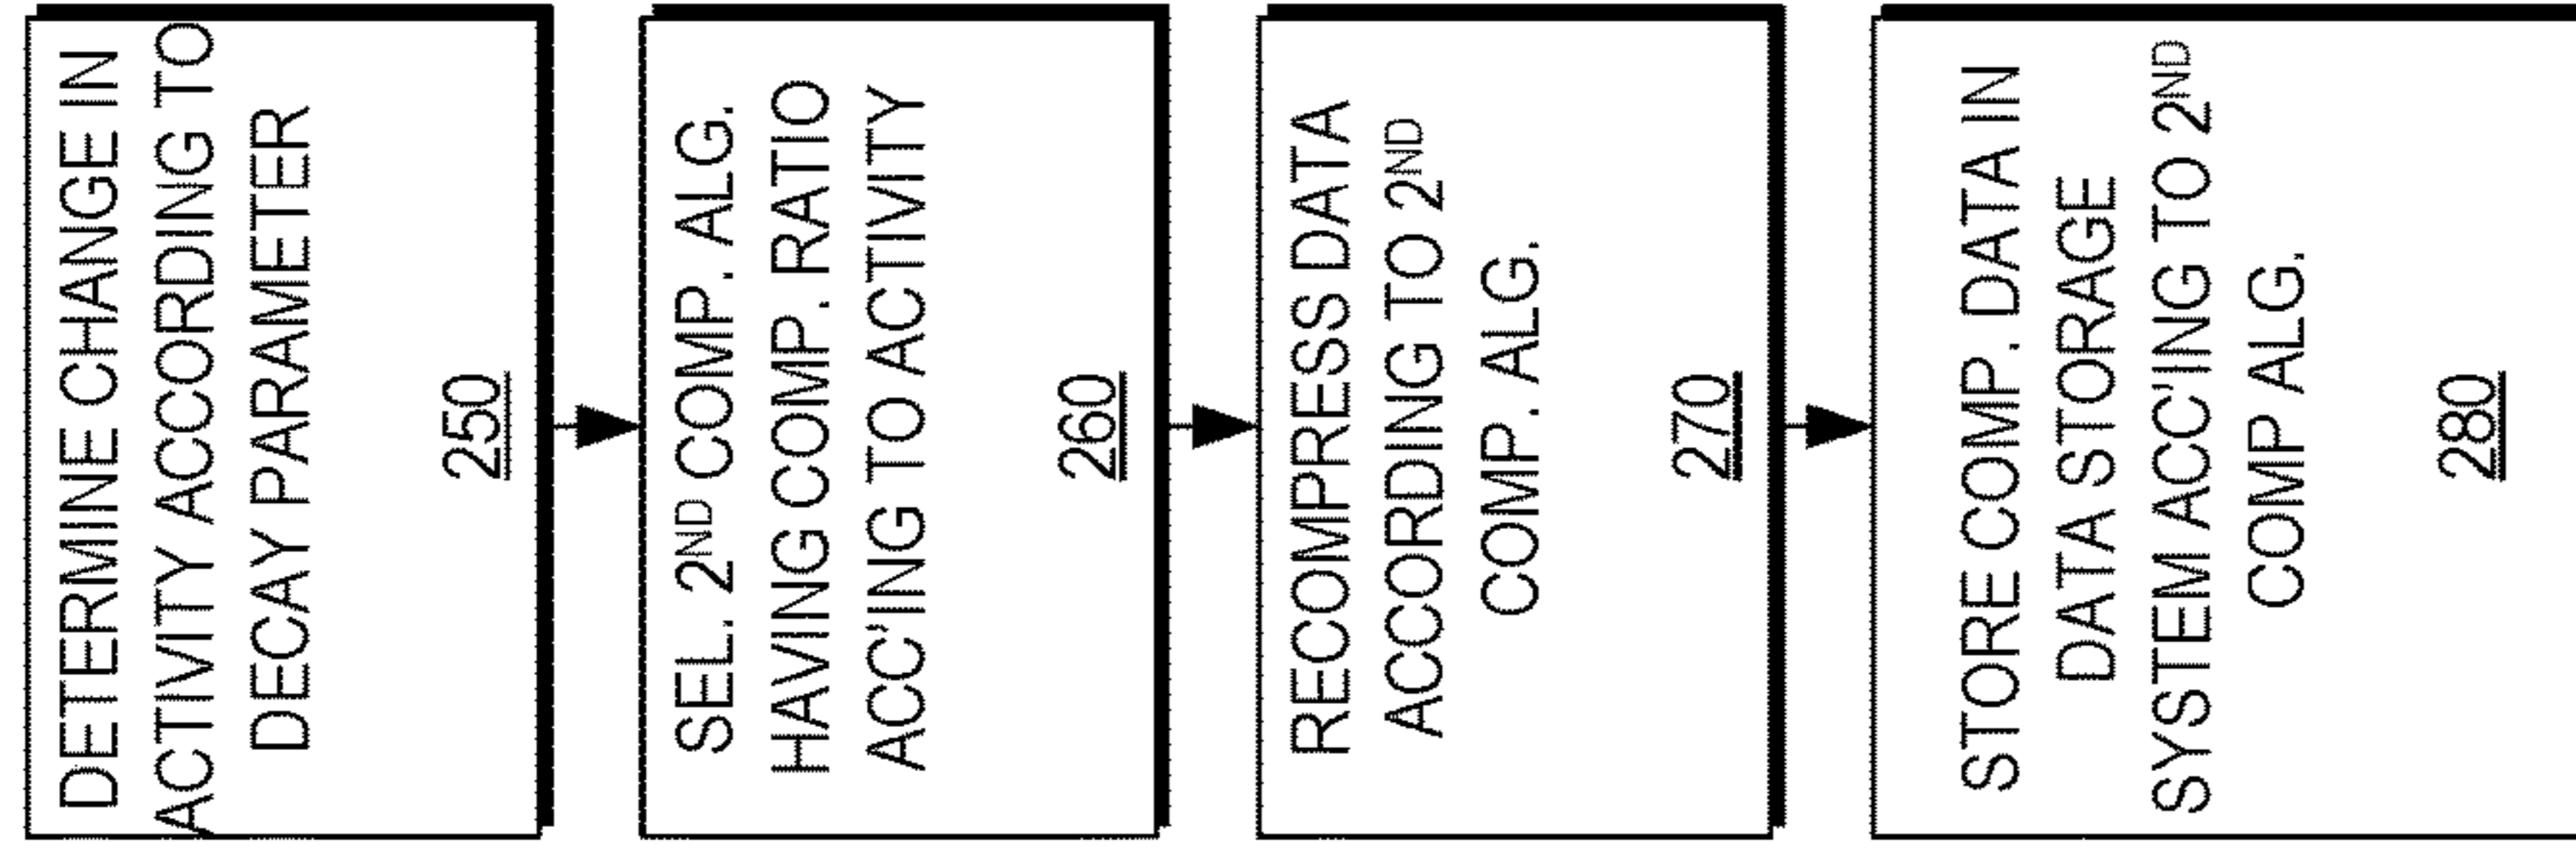 DETERMINE CHANGE IN
ACTIVITY ACCORDING TO
DECAY PARAMETER
250
SEL. 2ND COMP. ALG.
HAVING COMP. RATIO
ACC'ING TO ACTIVITY
260
RECOMPRESS DATA
ACCORDING TO 2ND
COMP. ALG.
270
STORE COMP. DATA IN
DATA STORAGE
SYSTEM ACC'ING TO 2ND
COMP ALG.
280